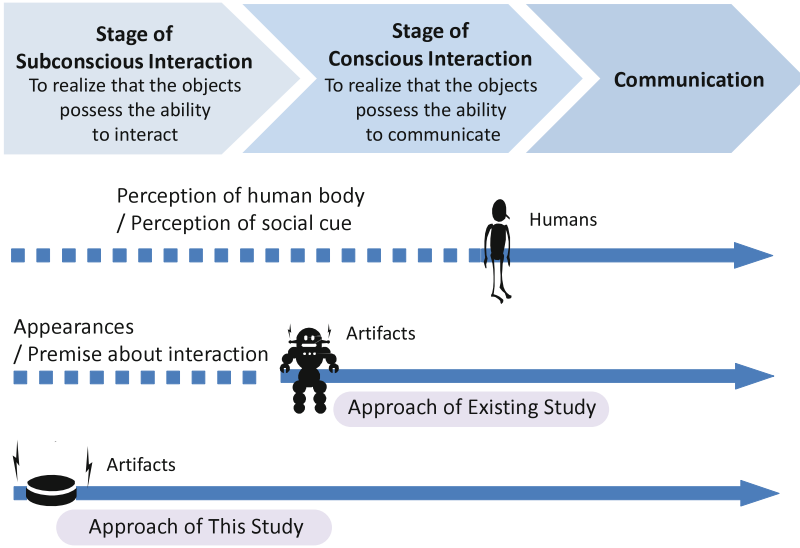 Stage of
Subconscious Interaction
To realize that the objects
possess the ability
to interact
Stage of
Conscious Interaction
To realize that the objects
possess the ability
to communicate
Communication
Perception of human body
/ Perception of social cue
Humans
Appearances
/ Premise about interaction
Artifacts
Approach of Existing Study
Artifacts
Approach of This Study